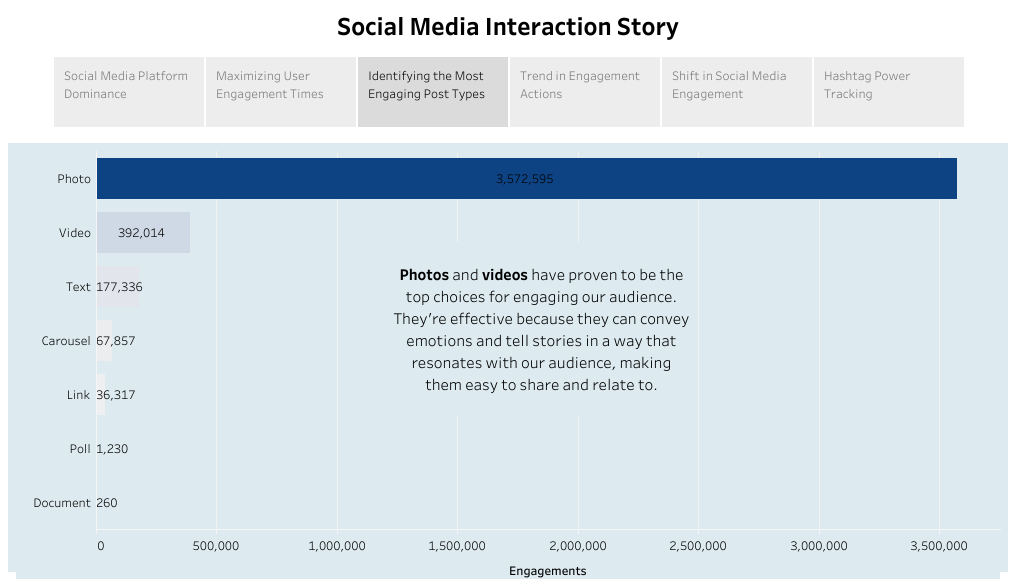 Social Media Interaction Story
Social Media Platform
Dominance
Maximizing User
Engagement Times
Identifying the Most
Engaging Post Types
Trend in Engagement
Actions
Shift in Social Media
Engagement
Hashtag Power
Tracking
Photo 3,572,595
Video 392,014
Text 177,336
Carousel 67,857
Link 36,317
Poll 1,230
Document 260
Photos and videos have proven to be the
top choices for engaging our audience.
They're effective because they can convey
emotions and tell stories in a way that
resonates with our audience, making
them easy to share and relate to.
0 500,000 1,000,000 1,500,000 2,000,000 2,500,000 3,000,000 3,500,000
Engagements